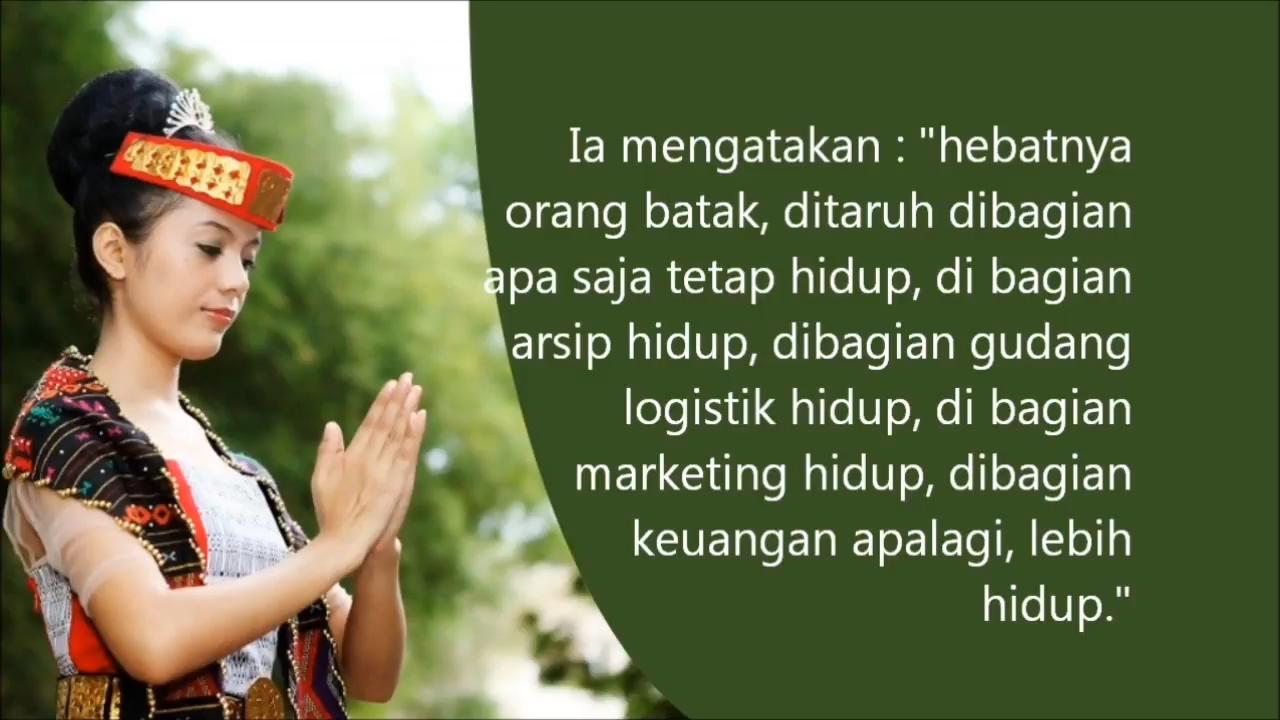 Ia mengatakan : "hebatnya
orang batak, ditaruh dibagian
apa saja tetap hidup, di bagian
arsip hidup, dibagian gudang
logistik hidup, di bagian
marketing hidup, dibagian
keuangan apalagi, lebih
hidup."